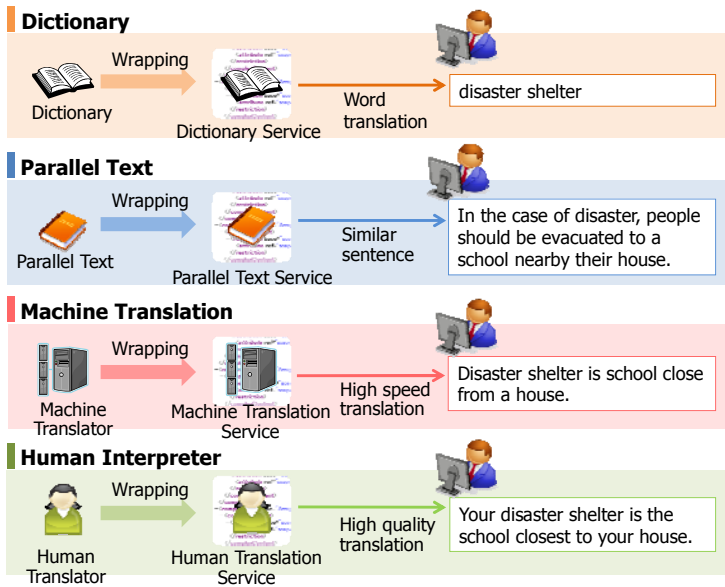 Dictionary
Wrapping
Dictionary
Dictionary Service
Word
translation
disaster shelter
Parallel Text
Wrapping
Parallel Text
Parallel Text Service
Similar
sentence
In the case of disaster, people
should be evacuated to a
school nearby their house.
Machine Translation
Wrapping
Machine
Translator
Machine Translation
Service
High speed
translation
Disaster shelter is school close
from a house.
Human Interpreter
Wrapping
Human
Translator
Human Translation
Service
High quality
translation
Your disaster shelter is the
school closest to your house.